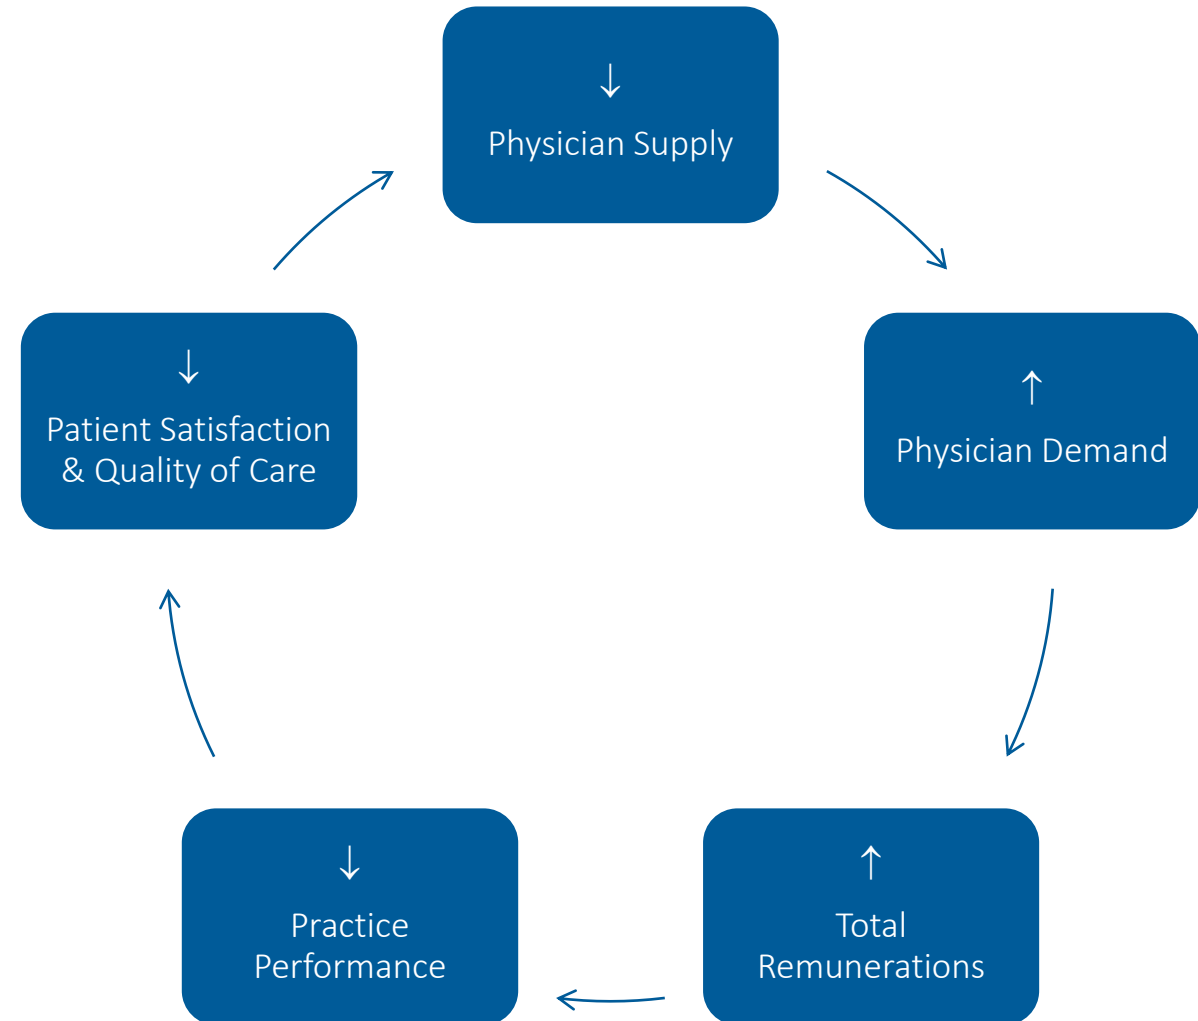 ↓
Physician Supply
↑
Physician Demand
↑
Total
Remunerations
↓
Practice
Performance
↓
Patient Satisfaction
& Quality of Care